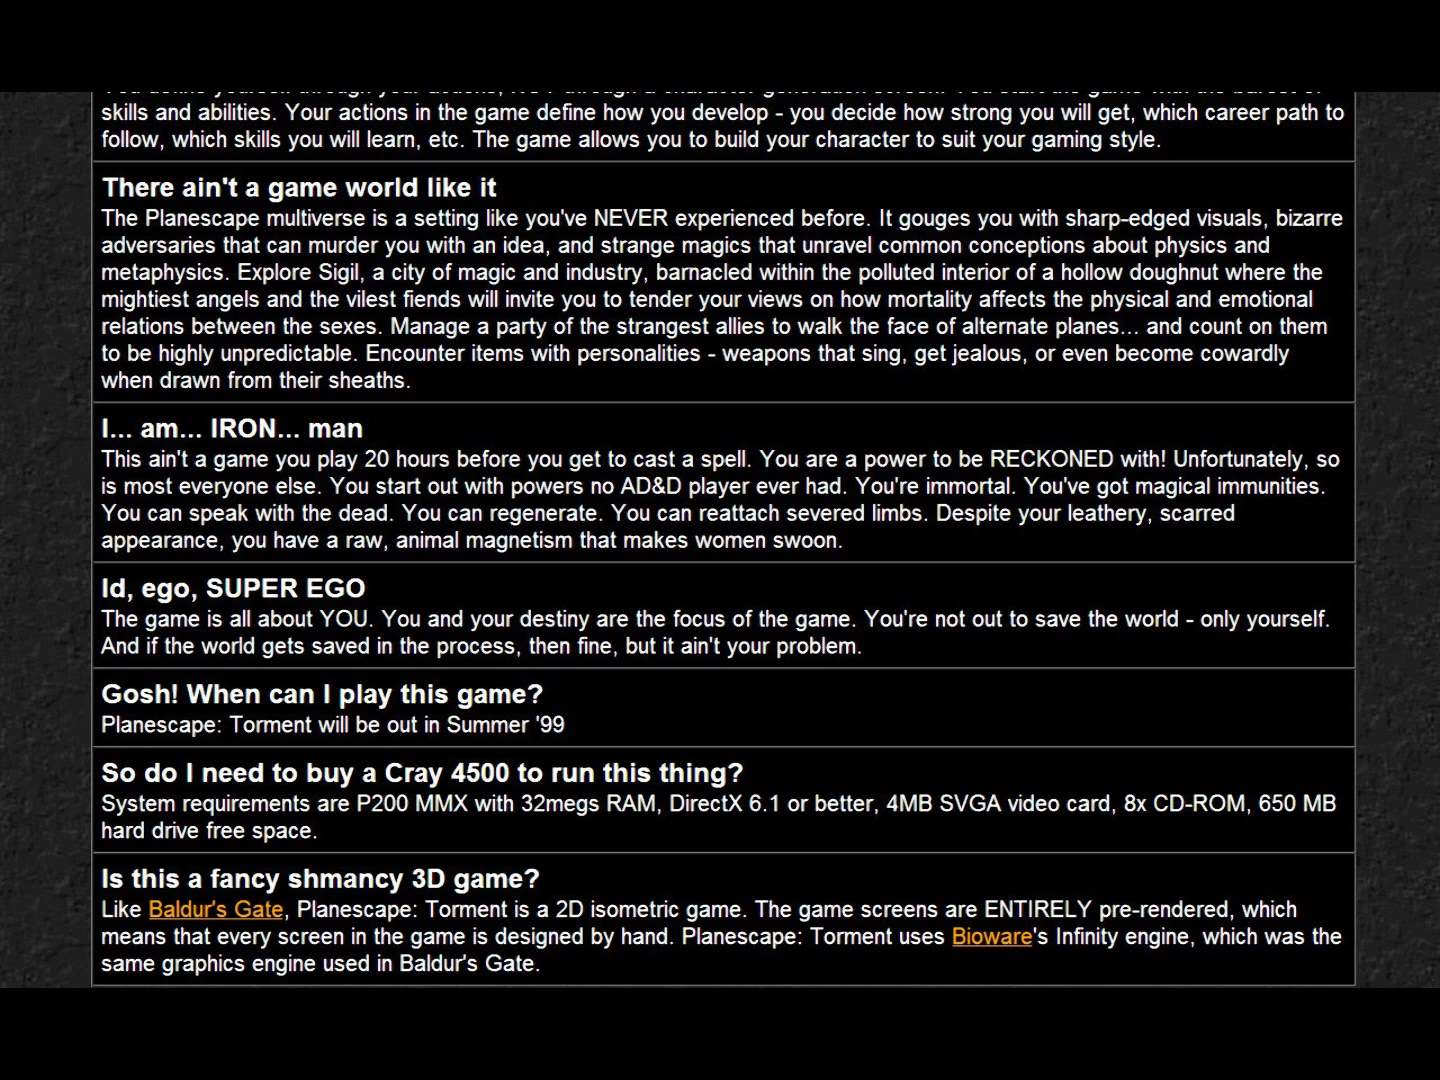 skills and abilities. Your actions in the game define how you develop - you decide how strong you will get, which career path to
follow, which skills you will learn, etc. The game allows you to build your character to suit your gaming style.
There ain't a game world like it
The Planescape multiverse is a setting like you've NEVER experienced before. It gouges you with sharp-edged visuals, bizarre
adversaries that can murder you with an idea, and strange magics that unravel common conceptions about physics and
metaphysics. Explore Sigil, a city of magic and industry, barnacled within the polluted interior of a hollow doughnut where the
mightiest angels and the vilest fiends will invite you to tender your views on how mortality affects the physical and emotional
relations between the sexes. Manage a party of the strangest allies to walk the face of alternate planes... and count on them
to be highly unpredictable. Encounter items with personalities - weapons that sing, get jealous, or even become cowardly
when drawn from their sheaths.
I... am... IRON... man
This ain't a game you play 20 hours before you get to cast a spell. You are a power to be RECKONED with! Unfortunately, so
is most everyone else. You start out with powers no AD&D player ever had. You're immortal. You've got magical immunities.
You can speak with the dead. You can regenerate. You can reattach severed limbs. Despite your leathery, scarred
appearance, you have a raw, animal magnetism that makes women swoon.
Id, ego, SUPER EGO
The game is all about YOU. You and your destiny are the focus of the game. You're not out to save the world - only yourself.
And if the world gets saved in the process, then fine, but it ain't your problem.
Gosh! When can I play this game?
Planescape: Torment will be out in Summer '99
So do I need to buy a Cray 4500 to run this thing?
System requirements are P200 MMX with 32megs RAM, DirectX 6.1 or better, 4MB SVGA video card, 8x CD-ROM, 650 MB
hard drive free space.
Is this a fancy shmancy 3D game?
Like Baldur's Gate, Planescape: Torment is a 2D isometric game. The game screens are ENTIRELY pre-rendered, which
means that every screen in the game is designed by hand. Planescape: Torment uses Bioware's Infinity engine, which was the
same graphics engine used in Baldur's Gate.